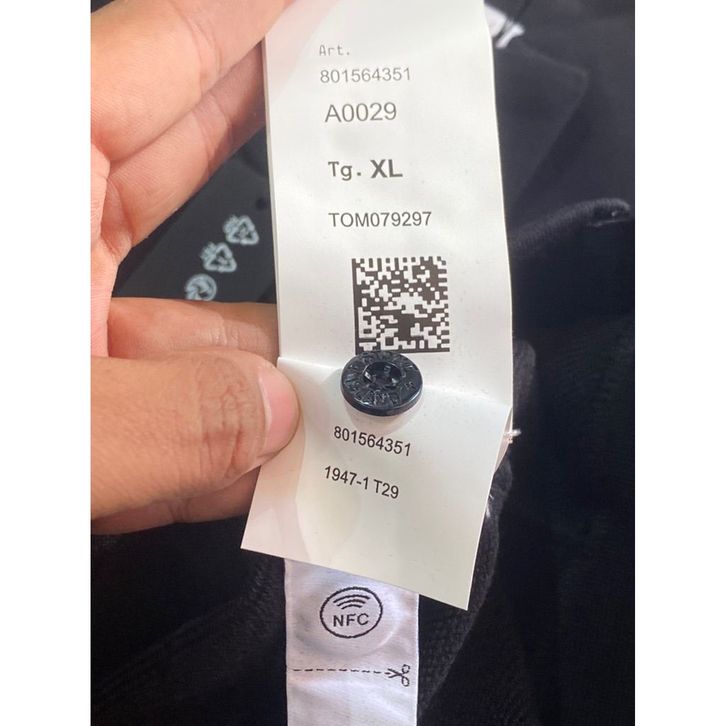 Art.
801564351
A0029
Tg. XL
TOM079297
801564351
1947-1 T29
NFC